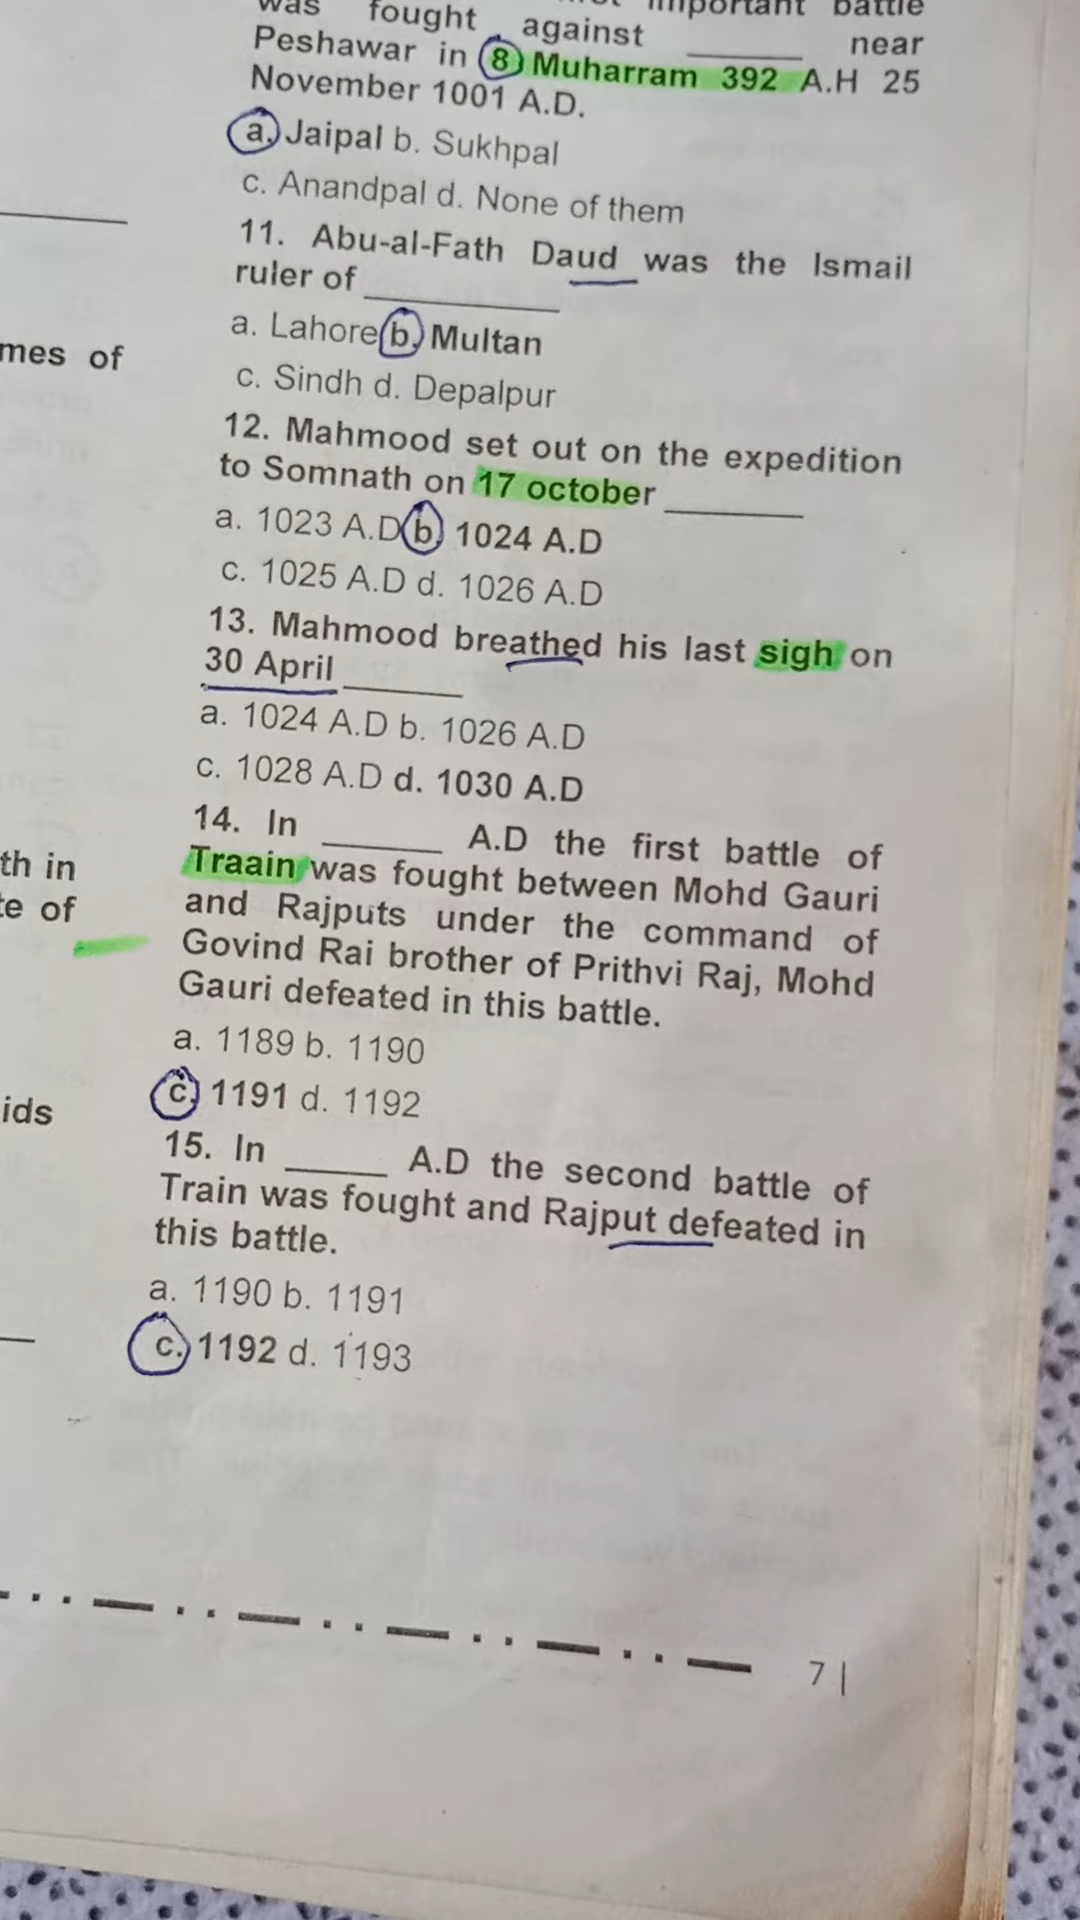 was fought against ______ near
Peshawar in 8 Muharram 392 A.H 25
November 1001 A.D.
a. Jaipal b. Sukhpal
c. Anandpal d. None of them
11. Abu-al-Fath Daud was the Ismail
ruler of __________
a. Lahore b. Multan
c. Sindh d. Depalpur
12. Mahmood set out on the expedition
to Somnath on 17 october _______
a. 1023 A.D b. 1024 A.D
c. 1025 A.D d. 1026 A.D
13. Mahmood breathed his last sigh on
30 April ______
a. 1024 A.D b. 1026 A.D
c. 1028 A.D d. 1030 A.D
14. In ______ A.D the first battle of
Traain was fought between Mohd Gauri
and Rajputs under the command of
Govind Rai brother of Prithvi Raj, Mohd
Gauri defeated in this battle.
a. 1189 b. 1190
c. 1191 d. 1192
15. In _____ A.D the second battle of
Train was fought and Rajput defeated in
this battle.
a. 1190 b. 1191
c. 1192 d. 1193
7 |
mes of
th in
of
ids